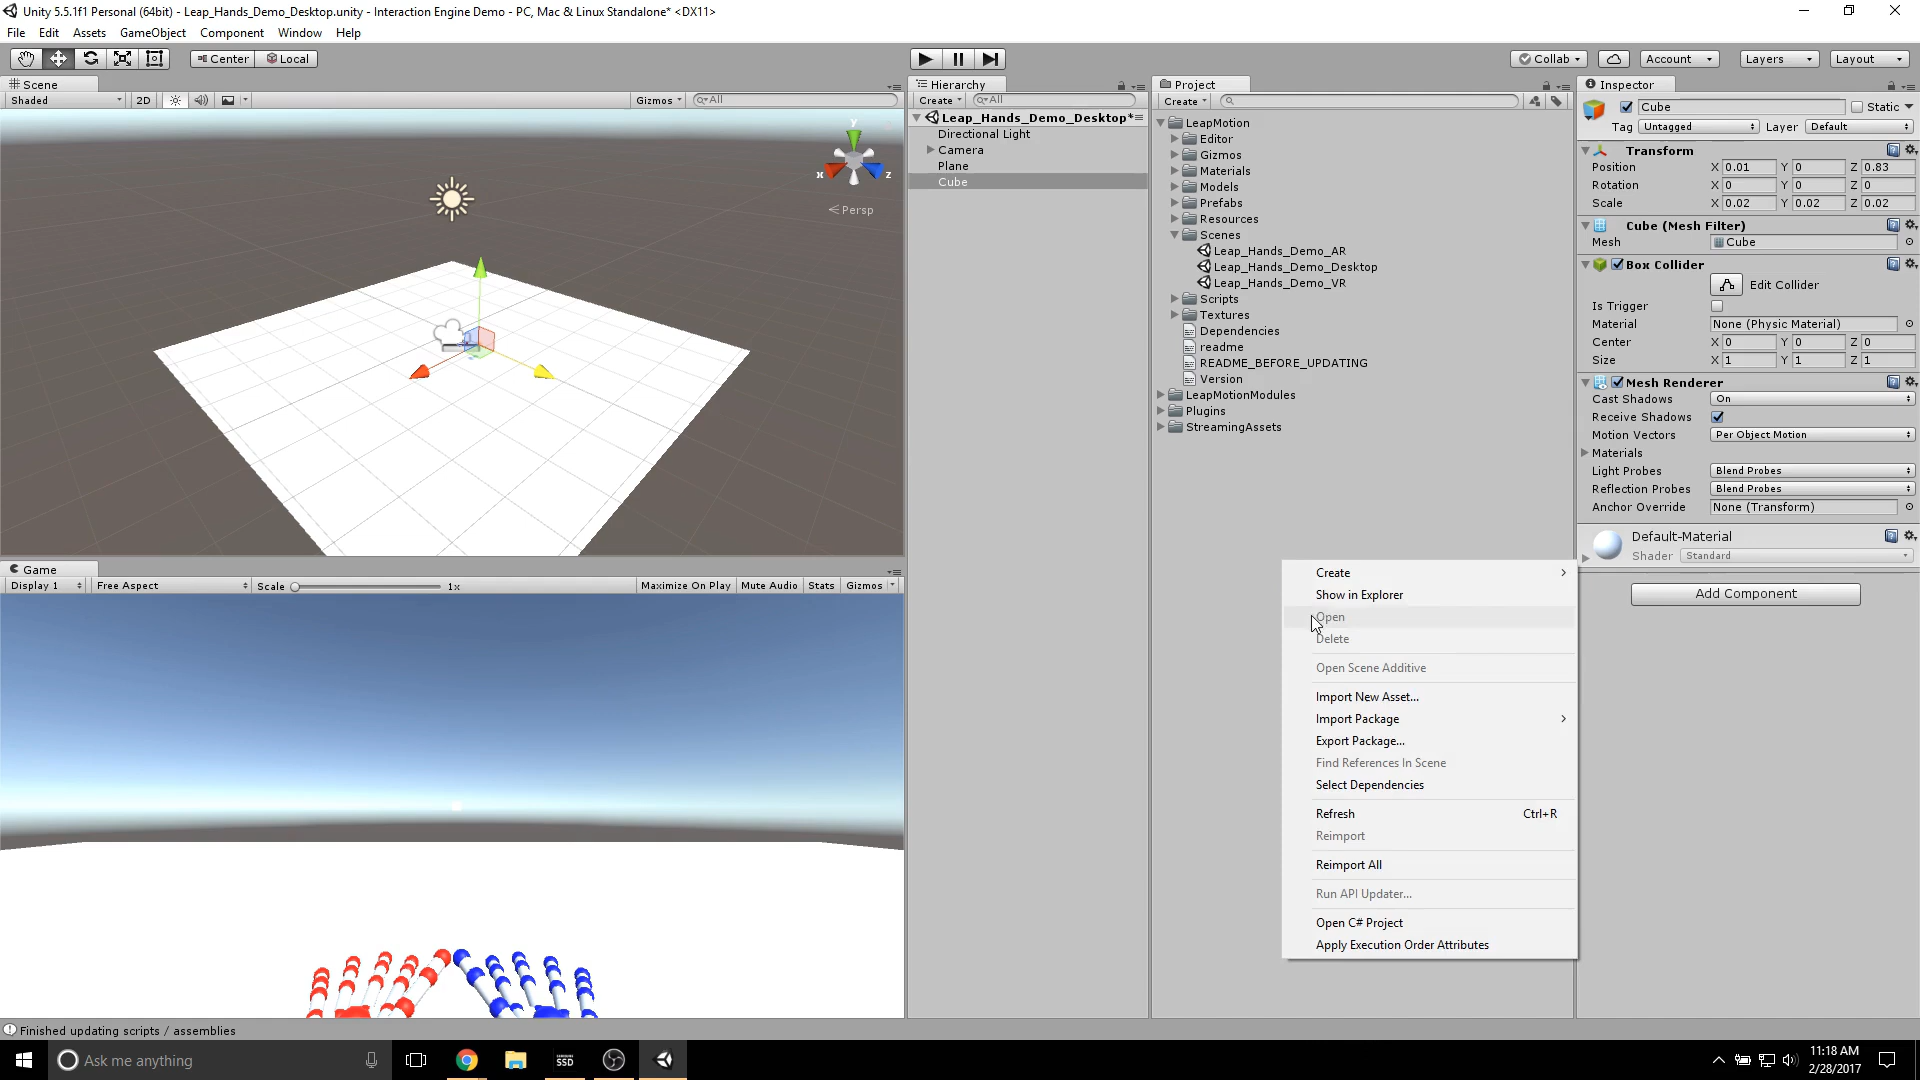 Unity 5.5.1f1 Personal (64bit) - Leap_Hands_Demo_Desktop.unity - Interaction Engine Demo - PC, Mac & Linux Standalone* <DX11>
File Edit Assets GameObject Component Window Help
Center Local
Collab Account Layers Layout
Scene
Shaded 2D Gizmos All
y
x z
Persp
Game
Display 1 Free Aspect Scale 1x Maximize On Play Mute Audio Stats Gizmos
Hierarchy
Create All
Leap_Hands_Demo_Desktop*
Directional Light
Camera
Plane
Cube
Project
Create
LeapMotion
Editor
Gizmos
Materials
Models
Prefabs
Resources
Scenes
Leap_Hands_Demo_AR
Leap_Hands_Demo_Desktop
Leap_Hands_Demo_VR
Scripts
Textures
Dependencies
readme
README_BEFORE_UPDATING
Version
LeapMotionModules
Plugins
StreamingAssets
Create
Show in Explorer
Open
Delete
Open Scene Additive
Import New Asset...
Import Package
Export Package...
Find References In Scene
Select Dependencies
Refresh Ctrl+R
Reimport
Reimport All
Run API Updater...
Open C# Project
Apply Execution Order Attributes
Inspector
Cube Static
Tag Untagged Layer Default
Transform
Position X 0.01 Y 0 Z 0.83
Rotation X 0 Y 0 Z 0
Scale X 0.02 Y 0.02 Z 0.02
Cube (Mesh Filter)
Mesh Cube
Box Collider
Edit Collider
Is Trigger
Material None (Physic Material)
Center X 0 Y 0 Z 0
Size X 1 Y 1 Z 1
Mesh Renderer
Cast Shadows On
Receive Shadows
Motion Vectors Per Object Motion
Materials
Light Probes Blend Probes
Reflection Probes Blend Probes
Anchor Override None (Transform)
Default-Material
Shader Standard
Add Component
Finished updating scripts / assemblies
Ask me anything
SSD
11:18 AM
2/28/2017